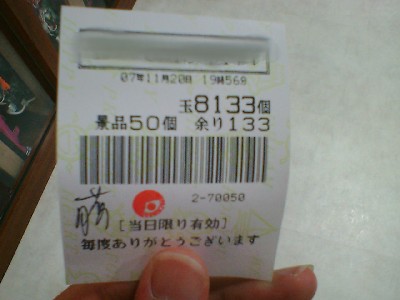 07年11月20日 19時56分
玉8133個
景品50個 余り133
2-70050
[当日限り有効]
毎度ありがとうございます